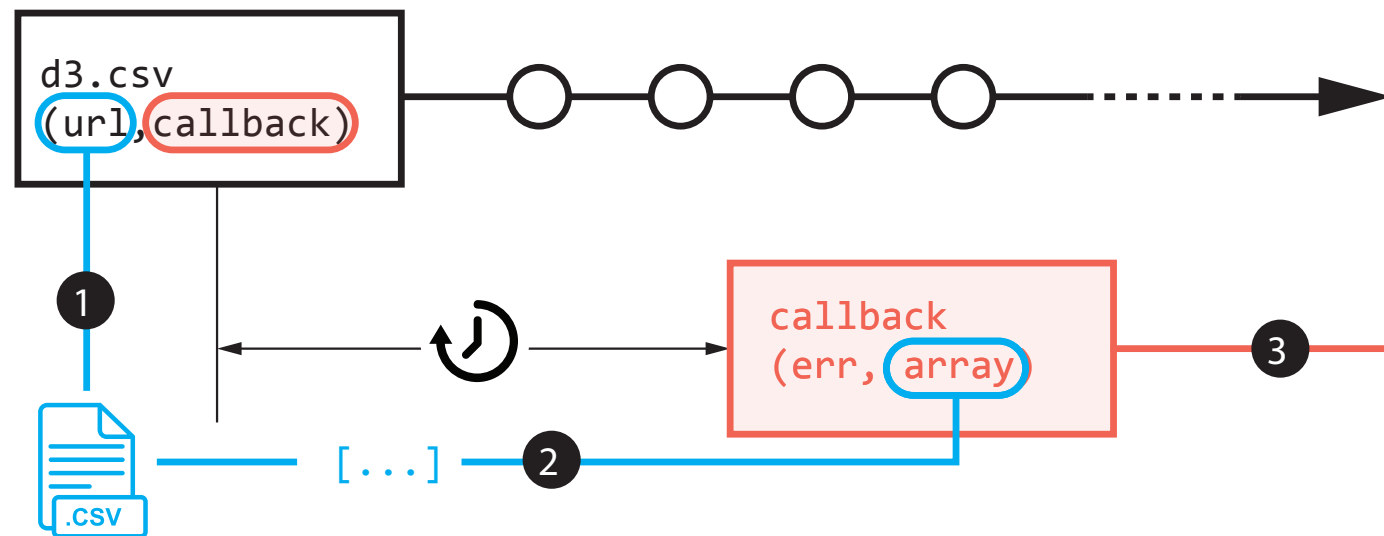 d3.csv
(url,callback)
1
callback
(err, array)
3
[...]
2
.CSV